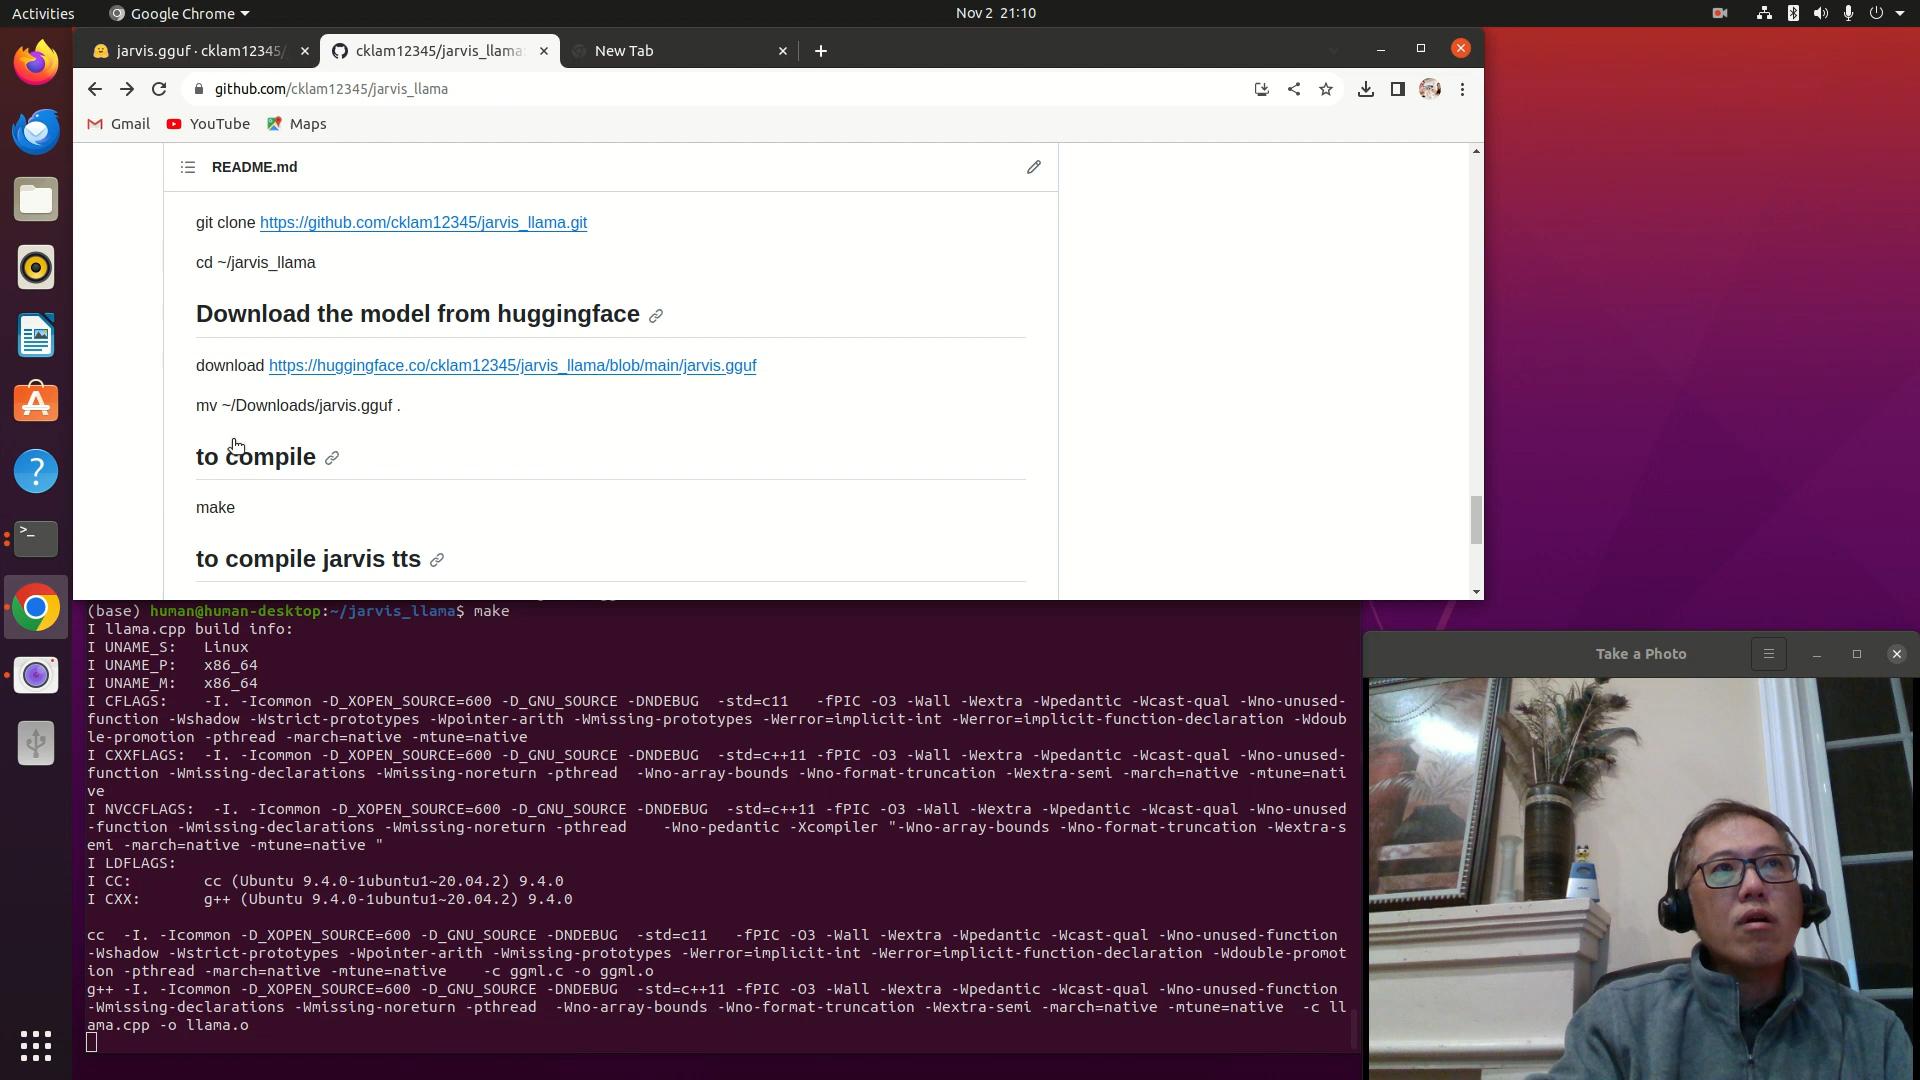 Activities
Google Chrome
Nov 2 21:10
jarvis.gguf · cklam12345/
cklam12345/jarvis_llama:
New Tab
github.com/cklam12345/jarvis_llama
Gmail
YouTube
Maps
README.md
git clone https://github.com/cklam12345/jarvis_llama.git
cd ~/jarvis_llama
Download the model from huggingface
download https://huggingface.co/cklam12345/jarvis_llama/blob/main/jarvis.gguf
mv ~/Downloads/jarvis.gguf .
to compile
make
to compile jarvis tts
(base) human@human-desktop:~/jarvis_llama$ make
I llama.cpp build info:
I UNAME_S:   Linux
I UNAME_P:   x86_64
I UNAME_M:   x86_64
I CFLAGS:    -I. -Icommon -D_XOPEN_SOURCE=600 -D_GNU_SOURCE -DNDEBUG  -std=c11   -fPIC -O3 -Wall -Wextra -Wpedantic -Wcast-qual -Wno-unused-
function -Wshadow -Wstrict-prototypes -Wpointer-arith -Wmissing-prototypes -Werror=implicit-int -Werror=implicit-function-declaration -Wdoub
le-promotion -pthread -march=native -mtune=native
I CXXFLAGS:  -I. -Icommon -D_XOPEN_SOURCE=600 -D_GNU_SOURCE -DNDEBUG  -std=c++11 -fPIC -O3 -Wall -Wextra -Wpedantic -Wcast-qual -Wno-unused-
function -Wmissing-declarations -Wmissing-noreturn -pthread  -Wno-array-bounds -Wno-format-truncation -Wextra-semi -march=native -mtune=nati
ve
I NVCCFLAGS:  -I. -Icommon -D_XOPEN_SOURCE=600 -D_GNU_SOURCE -DNDEBUG  -std=c++11 -fPIC -O3 -Wall -Wextra -Wpedantic -Wcast-qual -Wno-unused
-function -Wmissing-declarations -Wmissing-noreturn -pthread    -Wno-pedantic -Xcompiler "-Wno-array-bounds -Wno-format-truncation -Wextra-s
emi -march=native -mtune=native "
I LDFLAGS:
I CC:        cc (Ubuntu 9.4.0-1ubuntu1~20.04.2) 9.4.0
I CXX:       g++ (Ubuntu 9.4.0-1ubuntu1~20.04.2) 9.4.0
cc  -I. -Icommon -D_XOPEN_SOURCE=600 -D_GNU_SOURCE -DNDEBUG  -std=c11   -fPIC -O3 -Wall -Wextra -Wpedantic -Wcast-qual -Wno-unused-function
-Wshadow -Wstrict-prototypes -Wpointer-arith -Wmissing-prototypes -Werror=implicit-int -Werror=implicit-function-declaration -Wdouble-promot
ion -pthread -march=native -mtune=native    -c ggml.c -o ggml.o
g++ -I. -Icommon -D_XOPEN_SOURCE=600 -D_GNU_SOURCE -DNDEBUG  -std=c++11 -fPIC -O3 -Wall -Wextra -Wpedantic -Wcast-qual -Wno-unused-function
-Wmissing-declarations -Wmissing-noreturn -pthread  -Wno-array-bounds -Wno-format-truncation -Wextra-semi -march=native -mtune=native  -c ll
ama.cpp -o llama.o
Take a Photo